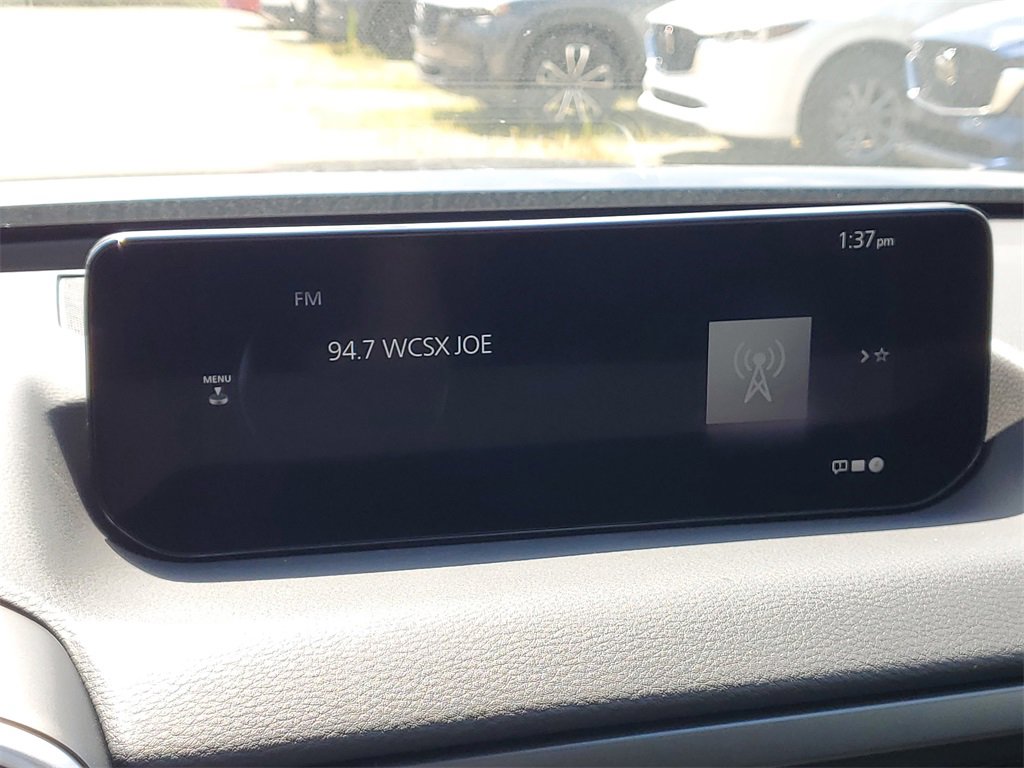 1:37pm
FM
94.7 WCSX JOE
MENU